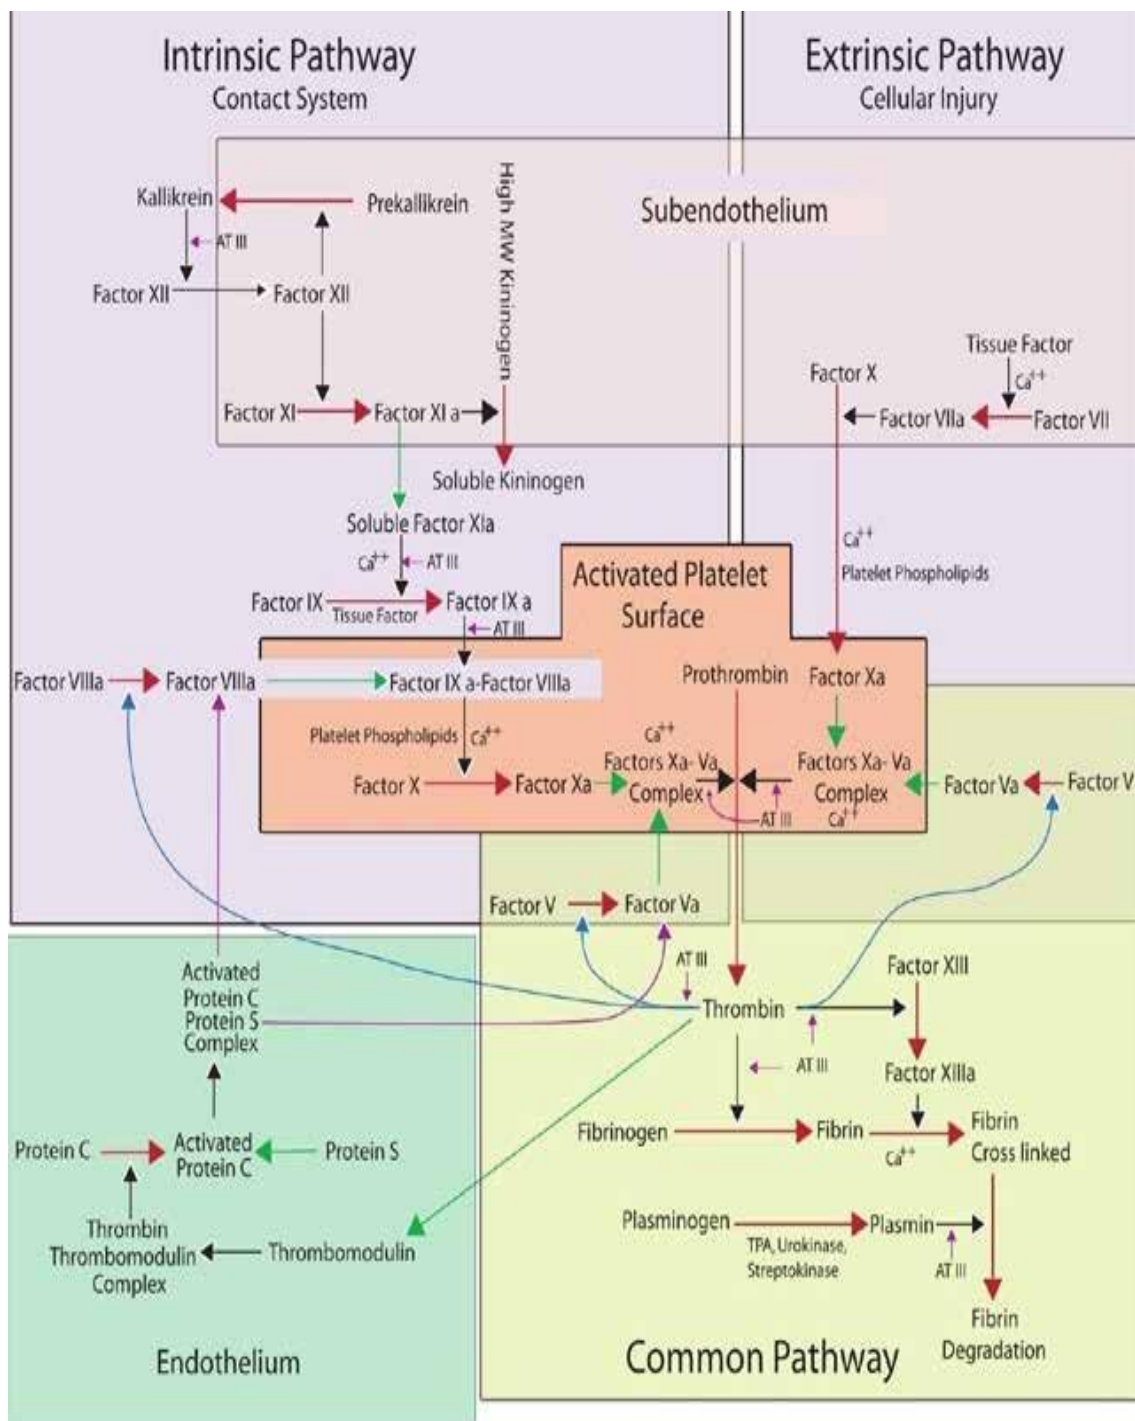 Intrinsic Pathway
Contact System
Extrinsic Pathway
Cellular Injury
Subendothelium
Kallikrein
Prekallikrein
High MW Kininogen
AT III
Factor XII
Factor XII
Tissue Factor
Ca++
Factor X
Factor VIIa
Factor VII
Factor XI
Factor XI a
Soluble Kininogen
Soluble Factor XIa
Ca++
AT III
Factor IX
Tissue Factor
Factor IX a
AT III
Ca++
Platelet Phospholipids
Activated Platelet
Surface
Factor VIIIa
Factor VIIIa
Factor IX a-Factor VIIIa
Prothrombin
Factor Xa
Platelet Phospholipids
Ca++
Factor X
Factor Xa
Ca++
Factors Xa- Va
Complex
Factors Xa- Va
Complex
Ca++
AT III
Factor Va
Factor V
Factor V
Factor Va
AT III
Thrombin
Factor XIII
AT III
Factor XIIIa
Fibrinogen
Fibrin
Ca++
Fibrin
Cross linked
Plasminogen
TPA, Urokinase,
Streptokinase
Plasmin
AT III
Fibrin
Degradation
Common Pathway
Activated
Protein C
Protein S
Complex
Protein C
Activated
Protein C
Protein S
Thrombin
Thrombomodulin
Complex
Thrombomodulin
Endothelium